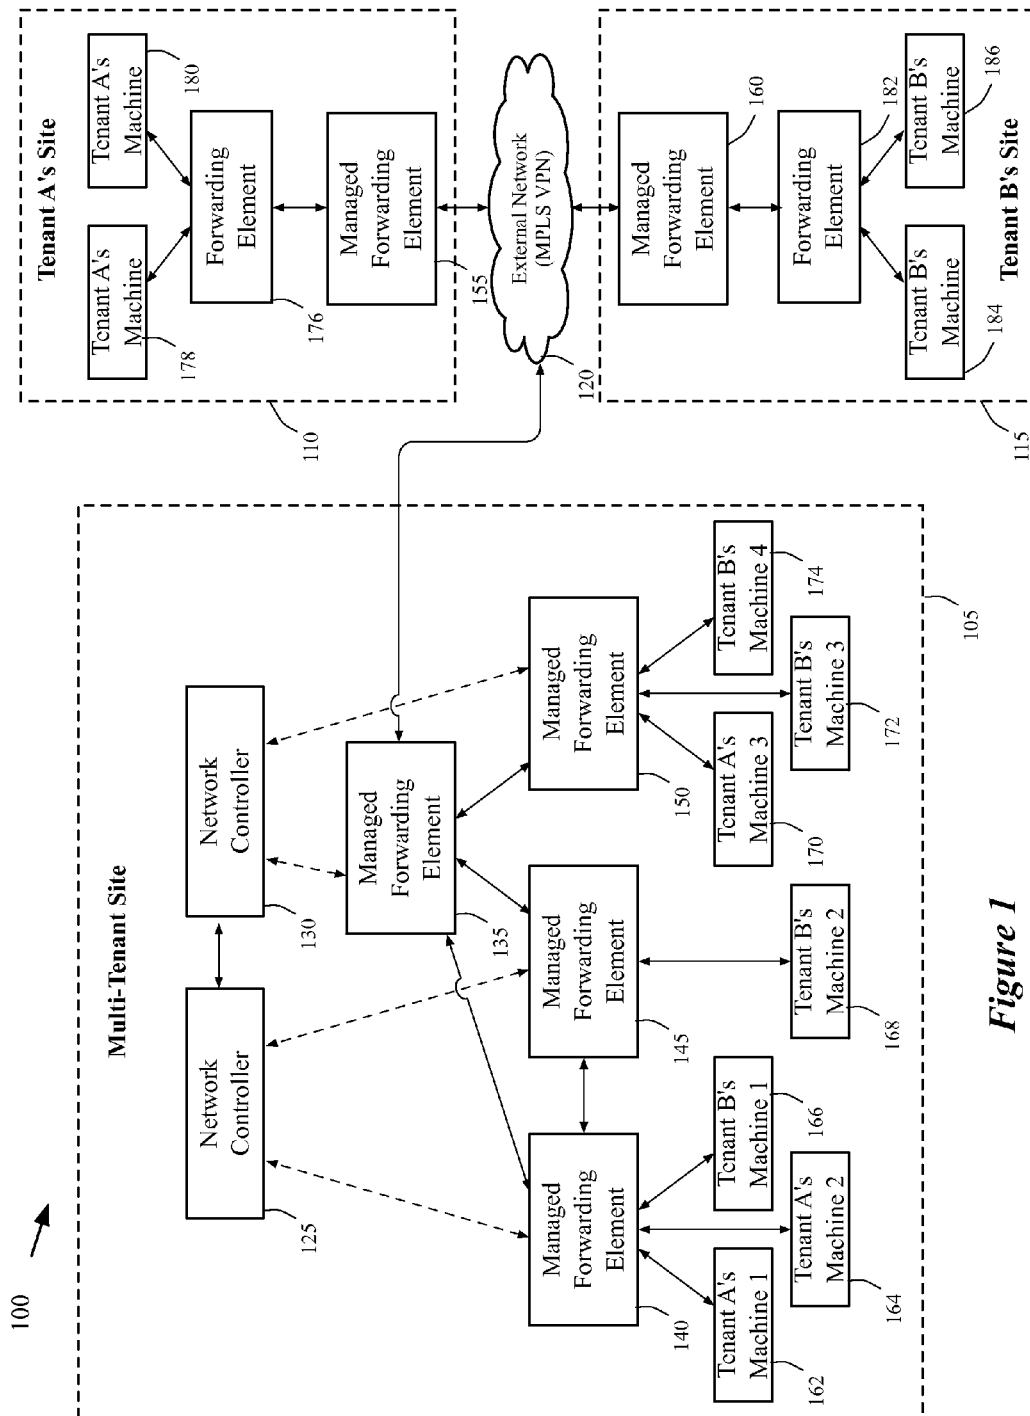 100
Multi-Tenant Site
Network
Controller
125
Network
Controller
130
Managed
Forwarding
Element
135
Managed
Forwarding
Element
140
Managed
Forwarding
Element
145
Managed
Forwarding
Element
150
Tenant A's
Machine 1
162
Tenant A's
Machine 2
164
Tenant B's
Machine 1
166
Tenant B's
Machine 2
168
Tenant A's
Machine 3
170
Tenant B's
Machine 3
172
Tenant B's
Machine 4
174
105
Tenant A's Site
Tenant A's
Machine
178
Tenant A's
Machine
180
Forwarding
Element
176
Managed
Forwarding
Element
155
110
External Network
(MPLS VPN)
120
Managed
Forwarding
Element
160
Forwarding
Element
182
Tenant B's
Machine
184
Tenant B's
Machine
186
Tenant B's Site
115
Figure 1